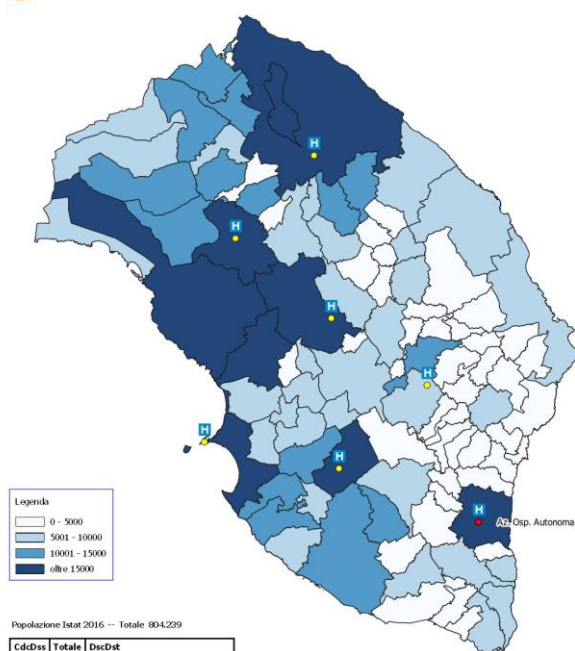 H
H
H
H
H
H
H Az. Osp. Autonoma
Legenda
0 - 5000
5001 - 10000
10001 - 15000
oltre 15000
Popolazione Istat 2016 -- Totale 804.239
CdcDss Totale DscDst